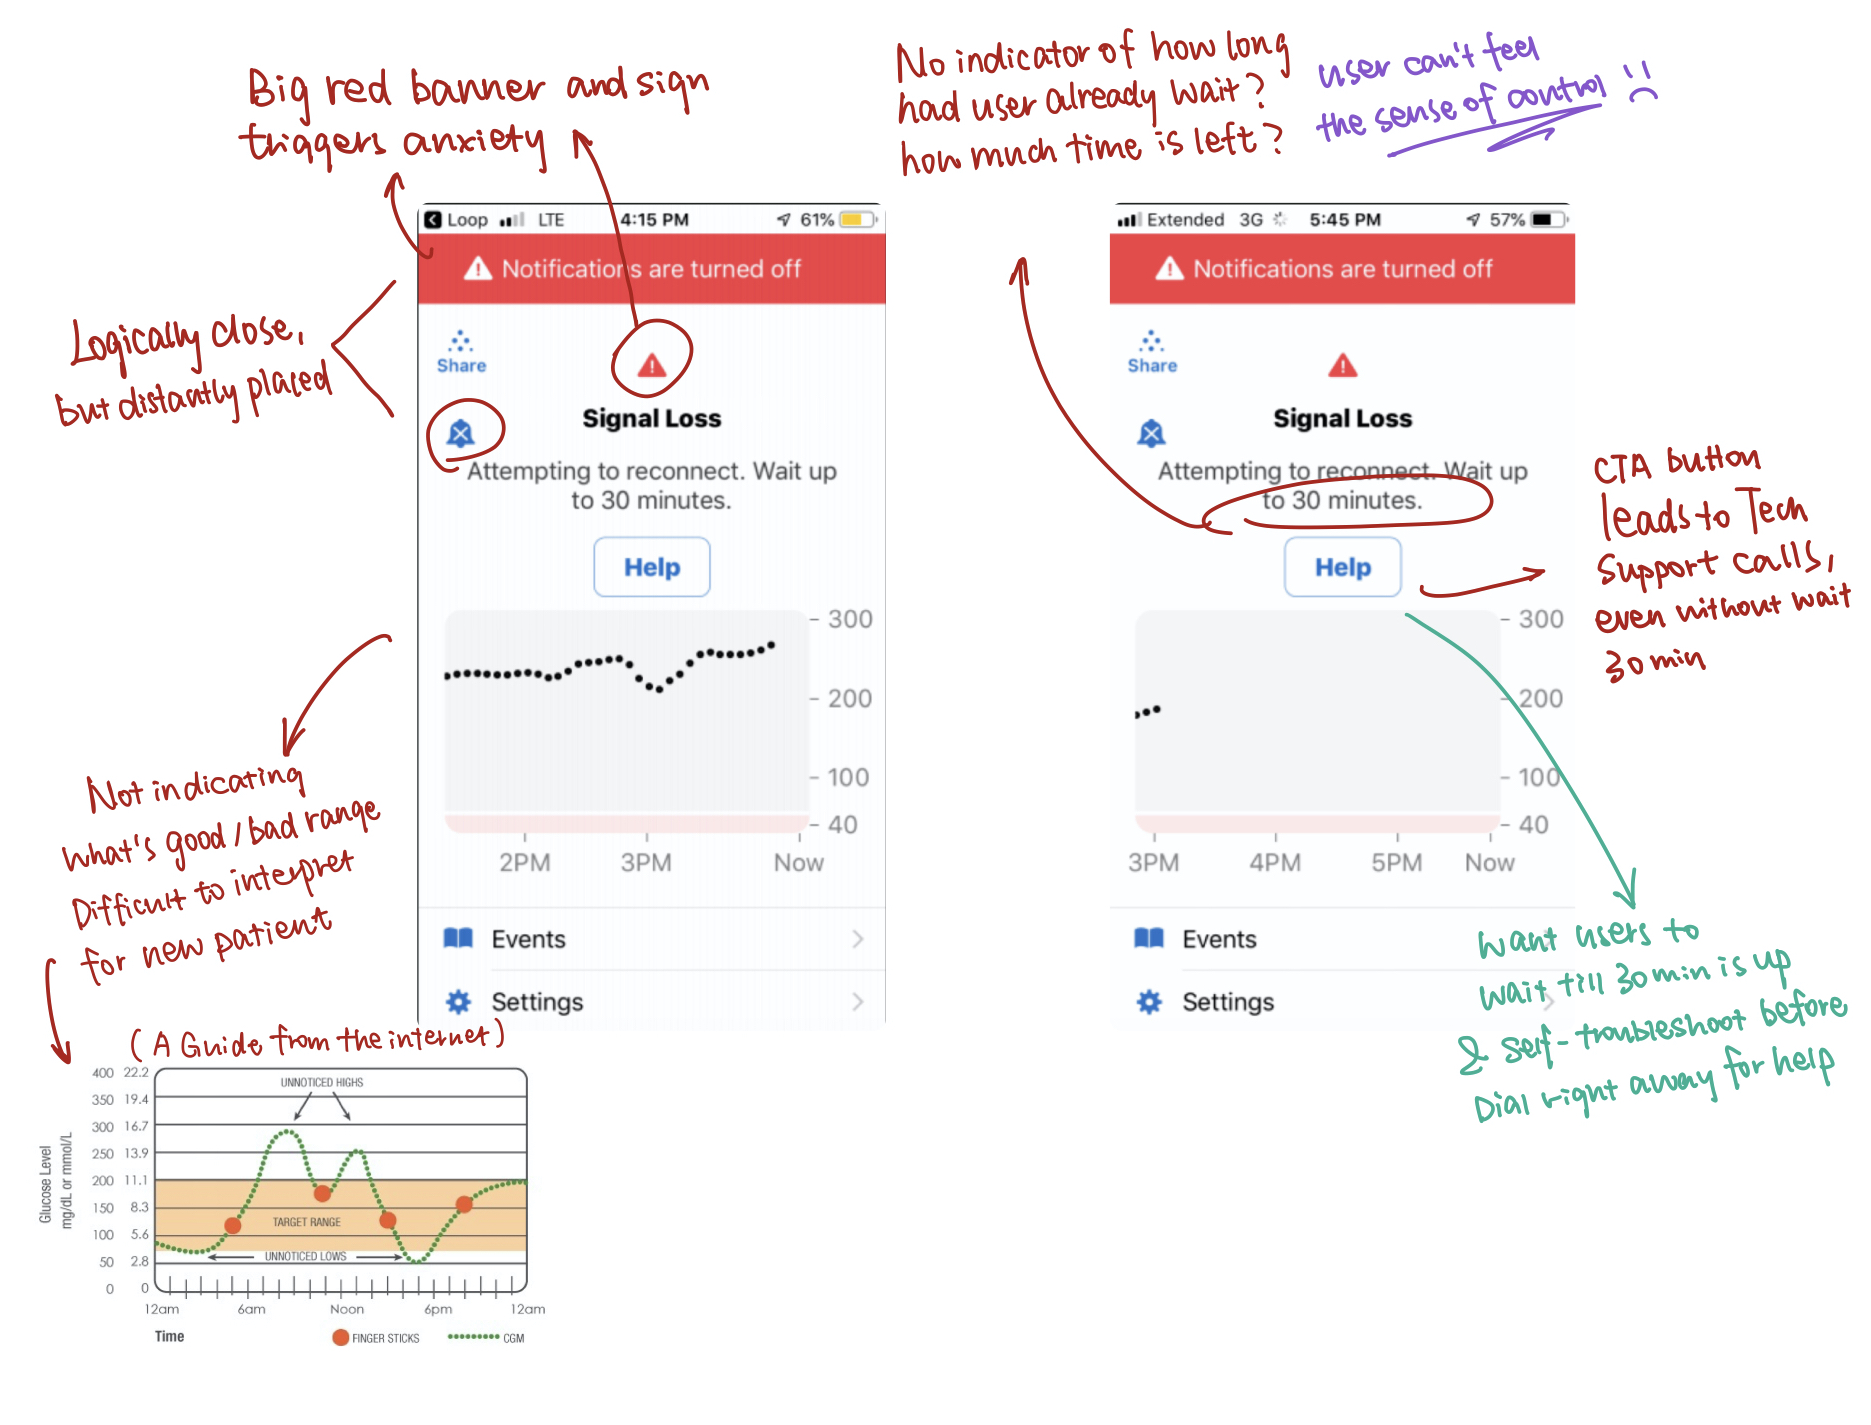 Big red banner and sign
triggers anxiety
No indicator of how long
had user already wait?
how much time is left?
user can't feel
the sense of control
Logically close,
but distantly placed
Loop LTE 4:15 PM 61%
Notifications are turned off
Share
Signal Loss
Attempting to reconnect. Wait up
to 30 minutes.
Help
300
200
100
40
2PM 3PM Now
Events
Settings
Extended 3G 5:45 PM 57%
Notifications are turned off
Share
Signal Loss
Attempting to reconnect. Wait up
to 30 minutes.
Help
300
200
100
40
3PM 4PM 5PM Now
Events
Settings
CTA button
leads to Tech
Support calls,
even without wait
30 min
want users to
wait till 30 min is up
& self-troubleshoot before
Dial right away for help
Not indicating
what's good/bad range
Difficult to interpret
for new patient
(A Guide from the internet)
Glucose Level
mg/dL or mmol/L
400 22.2
350 19.4
300 16.7
250 13.9
200 11.1
150 8.3
100 5.6
50 2.8
0 0
UNNOTICED HIGHS
TARGET RANGE
UNNOTICED LOWS
12am 6am Noon 6pm 12am
Time
FINGER STICKS
CGM